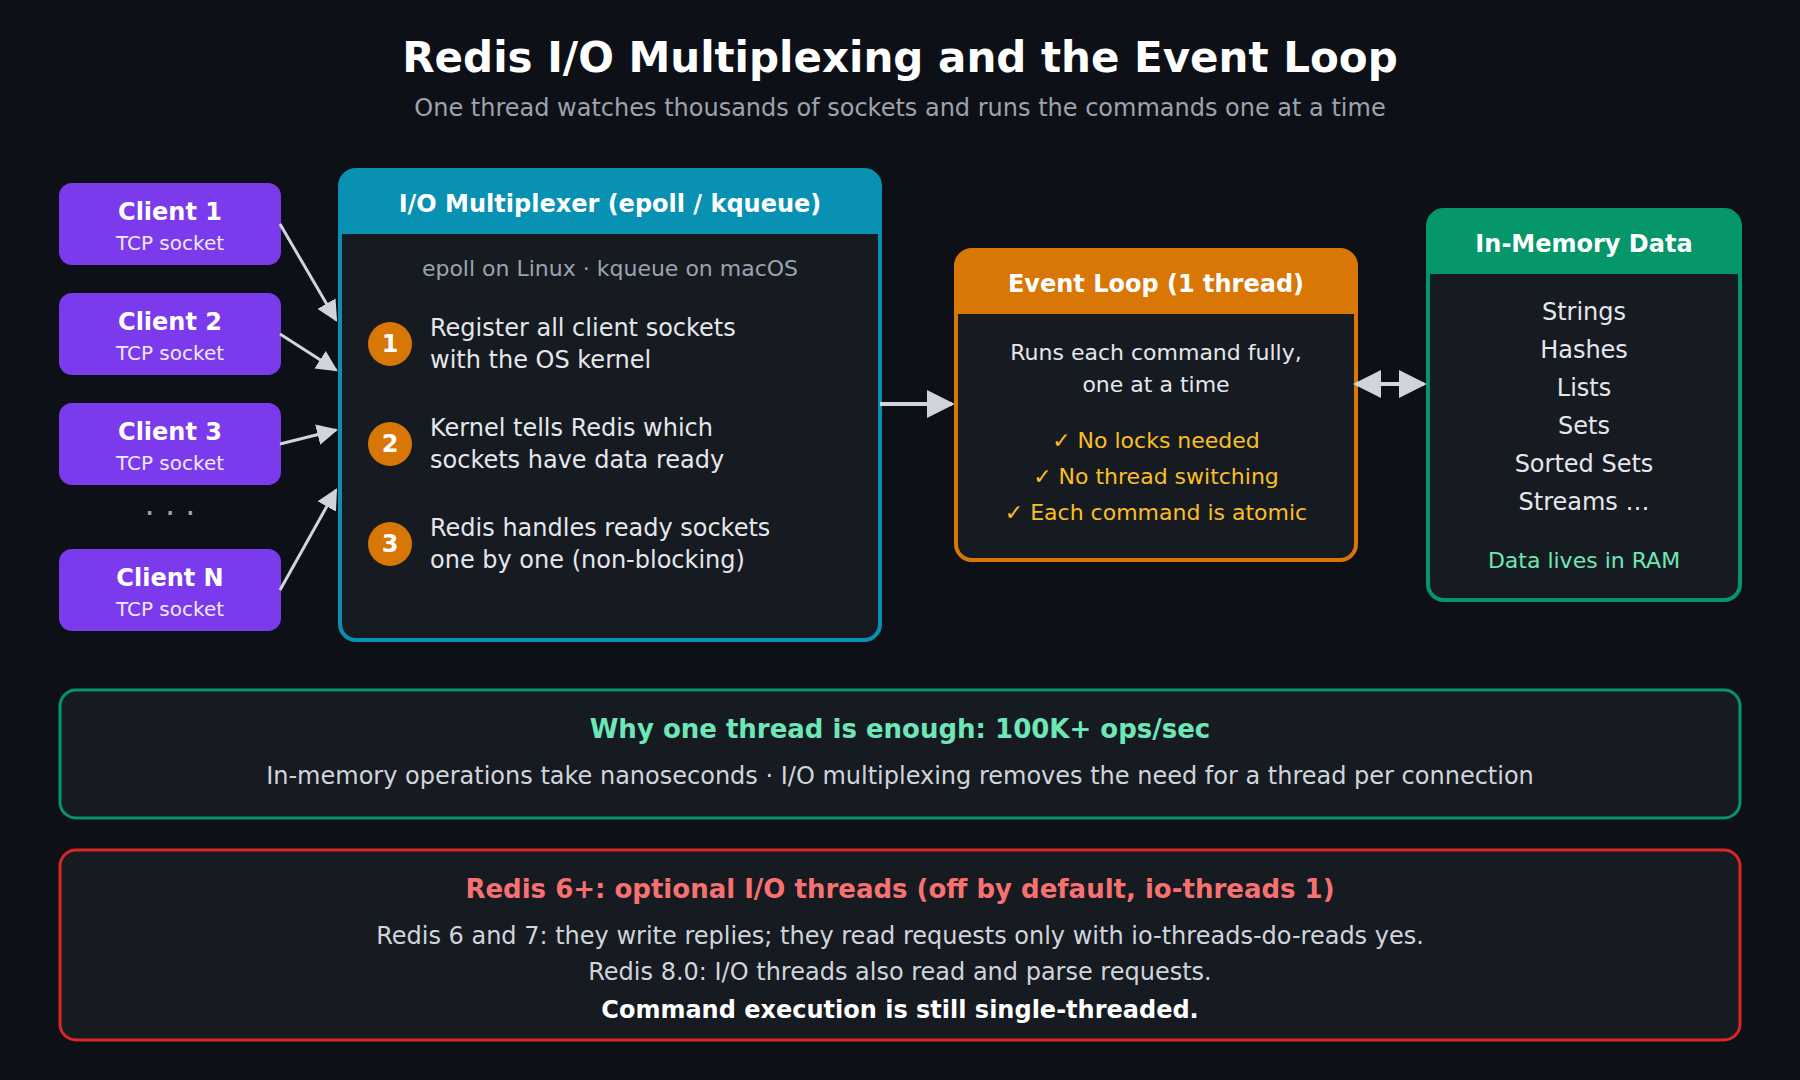 Redis I/O Multiplexing and the Event Loop
One thread watches thousands of sockets and runs the commands one at a time
Client 1
TCP socket
Client 2
TCP socket
Client 3
TCP socket
. . .
Client N
TCP socket
I/O Multiplexer (epoll / kqueue)
epoll on Linux · kqueue on macOS
1
Register all client sockets
with the OS kernel
2
Kernel tells Redis which
sockets have data ready
3
Redis handles ready sockets
one by one (non-blocking)
Event Loop (1 thread)
Runs each command fully,
one at a time
✓ No locks needed
✓ No thread switching
✓ Each command is atomic
In-Memory Data
Strings
Hashes
Lists
Sets
Sorted Sets
Streams …
Data lives in RAM
Why one thread is enough: 100K+ ops/sec
In-memory operations take nanoseconds · I/O multiplexing removes the need for a thread per connection
Redis 6+: optional I/O threads (off by default, io-threads 1)
Redis 6 and 7: they write replies; they read requests only with io-threads-do-reads yes.
Redis 8.0: I/O threads also read and parse requests.
Command execution is still single-threaded.